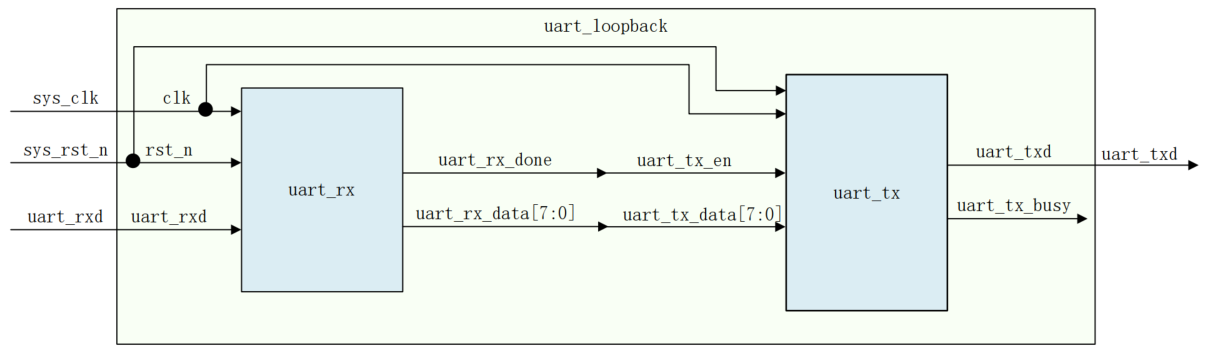 uart_loopback
sys_clk
clk
sys_rst_n
rst_n
uart_rxd
uart_rxd
uart_rx
uart_rx_done
uart_tx_en
uart_rx_data[7:0]
uart_tx_data[7:0]
uart_tx
uart_txd
uart_txd
uart_tx_busy